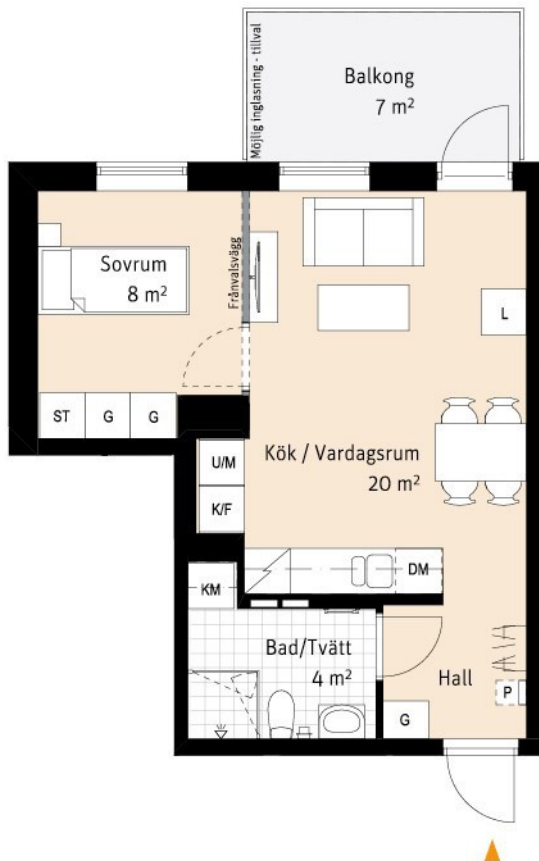 Möjlig inglasning - tillval
Balkong
7 m²
Sovrum
8 m²
Frånvalsvägg
L
ST
G
G
U/M
K/F
Kök / Vardagsrum
20 m²
KM
DM
Bad/Tvätt
4 m²
Hall
P
G